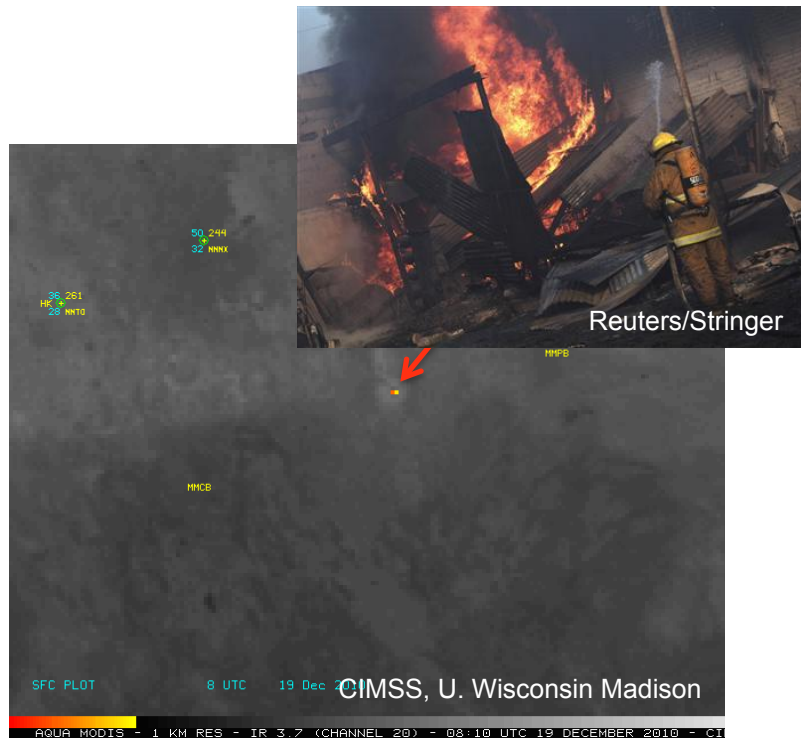 Reuters/Stringer
50 244
32 NNNX
36 261
HK
28 NNTO
MMPB
MMCB
SFC PLOT 8 UTC 19 Dec 2010
CIMSS, U. Wisconsin Madison
AQUA MODIS - 1 KM RES - IR 3.7 (CHANNEL 20) - 08:10 UTC 19 DECEMBER 2010 - CI